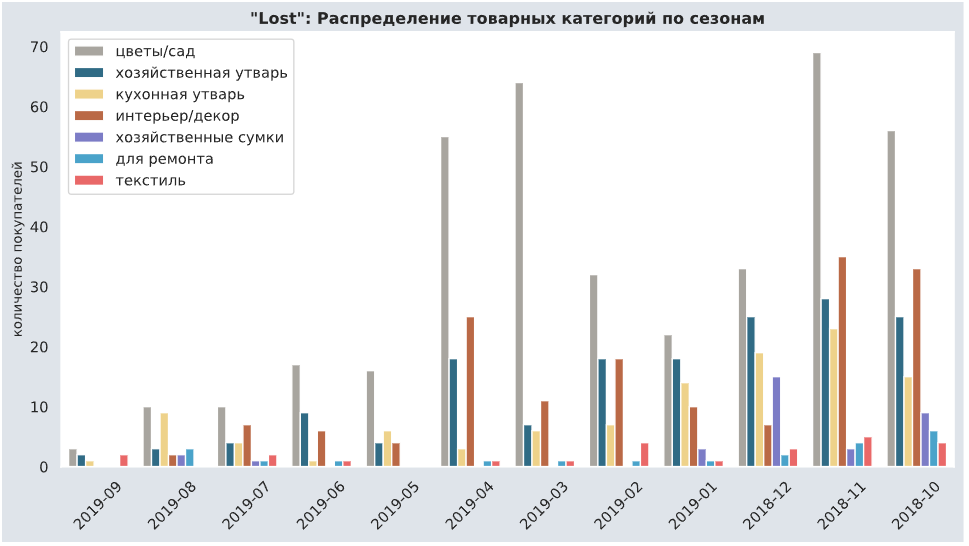 "Lost": Распределение товарных категорий по сезонам
цветы/сад
хозяйственная утварь
кухонная утварь
интерьер/декор
хозяйственные сумки
для ремонта
текстиль
количество покупателей
70
60
50
40
30
20
10
0
2019-09
2019-08
2019-07
2019-06
2019-05
2019-04
2019-03
2019-02
2019-01
2018-12
2018-11
2018-10